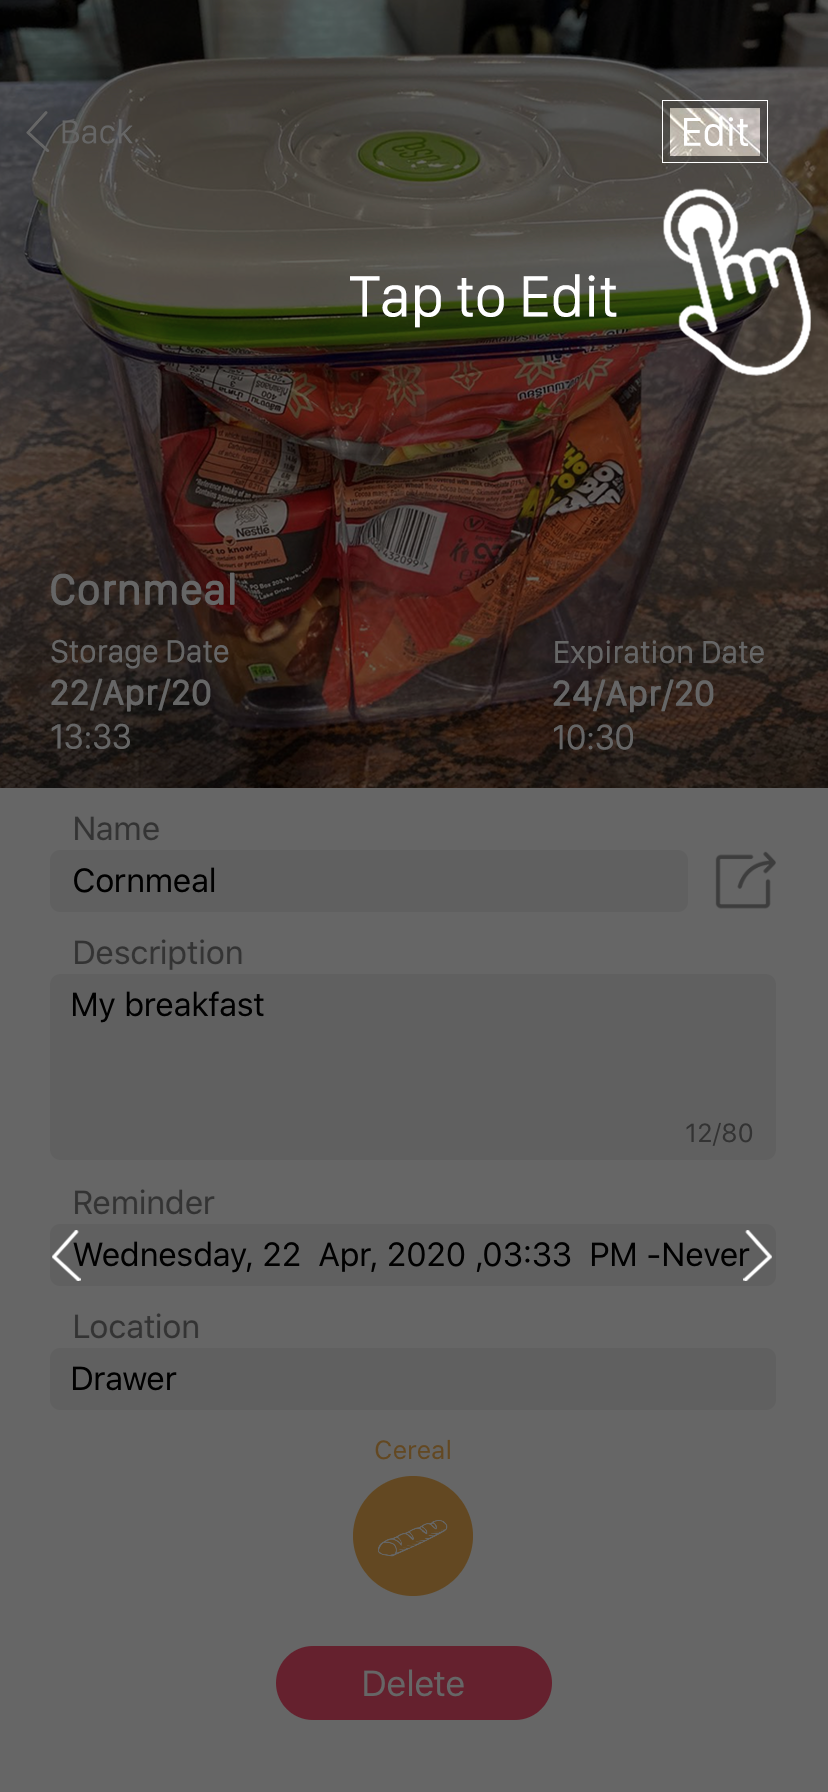 Back
Edit
Tap to Edit
Nestlé
Cornmeal
Storage Date
22/Apr/20
13:33
Expiration Date
24/Apr/20
10:30
Name
Cornmeal
Description
My breakfast
12/80
Reminder
Wednesday, 22 Apr, 2020 ,03:33 PM -Never
Location
Drawer
Cereal
Delete